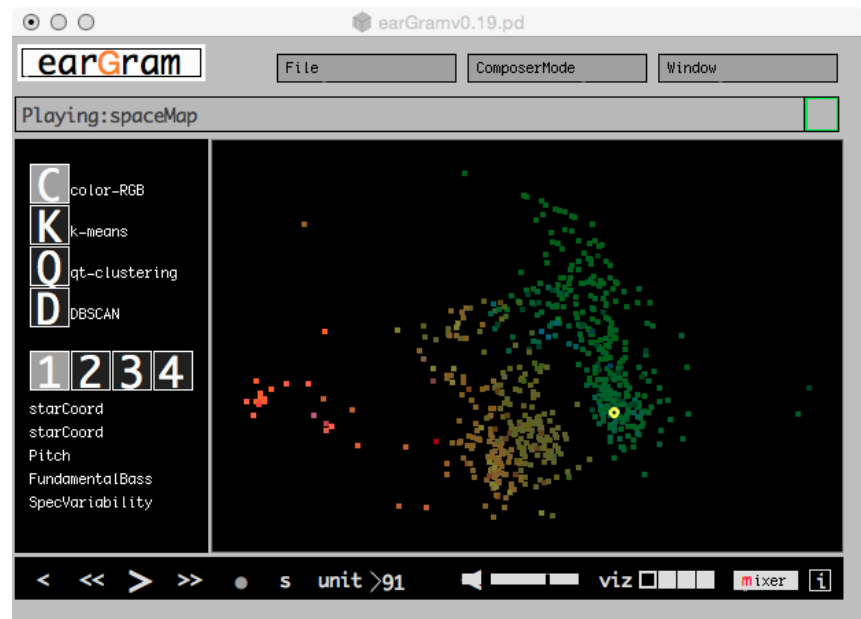 earGramv0.19.pd
earGram
File ComposerMode Window
Playing:spaceMap
C color-RGB
K k-means
Q qt-clustering
D DBSCAN
1 2 3 4
starCoord
starCoord
Pitch
FundamentalBass
SpecVariability
< << > >> s unit >91 viz mixer i